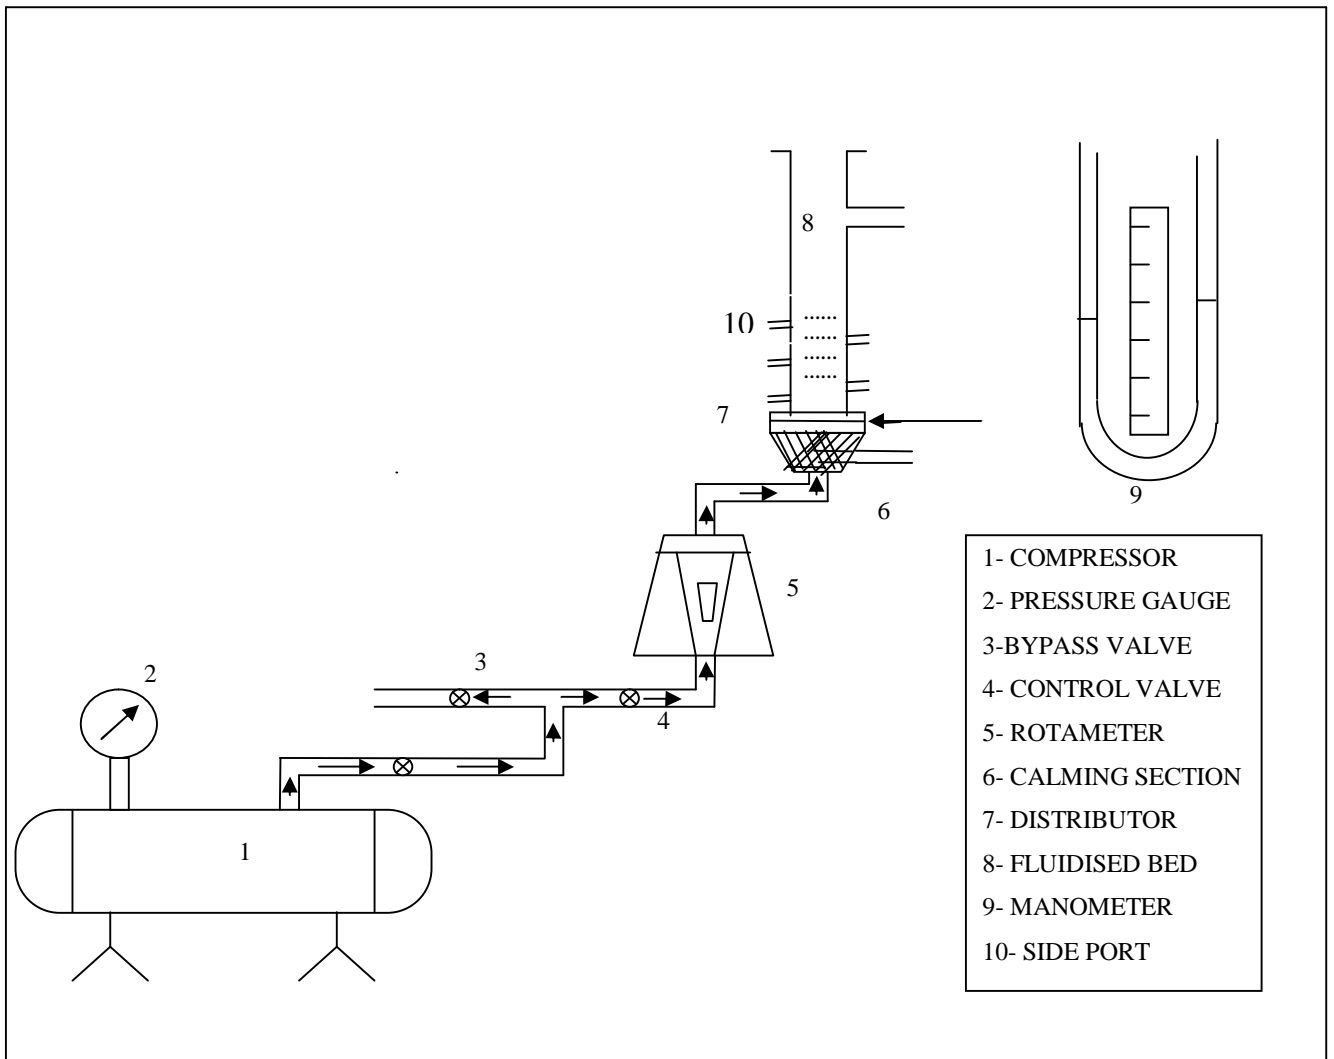 8
10
7
9
6
5
3
2
4
1
1- COMPRESSOR
2- PRESSURE GAUGE
3-BYPASS VALVE
4- CONTROL VALVE
5- ROTAMETER
6- CALMING SECTION
7- DISTRIBUTOR
8- FLUIDISED BED
9- MANOMETER
10- SIDE PORT